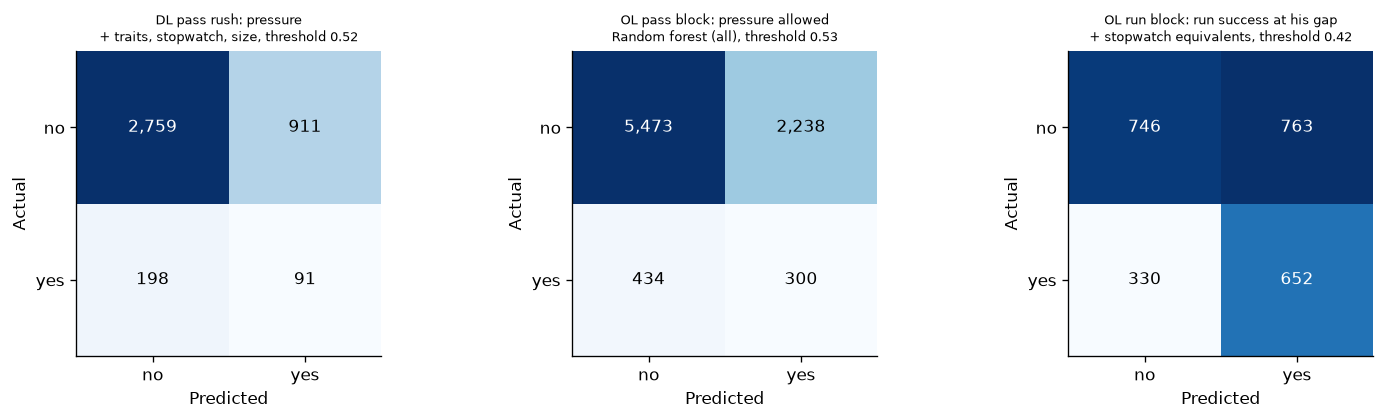 DL pass rush: pressure
+ traits, stopwatch, size, threshold 0.52
no
2,759
911
Actual
yes
198
91
no
yes
Predicted
OL pass block: pressure allowed
Random forest (all), threshold 0.53
no
5,473
2,238
Actual
yes
434
300
no
yes
Predicted
OL run block: run success at his gap
+ stopwatch equivalents, threshold 0.42
no
746
763
Actual
yes
330
652
no
yes
Predicted